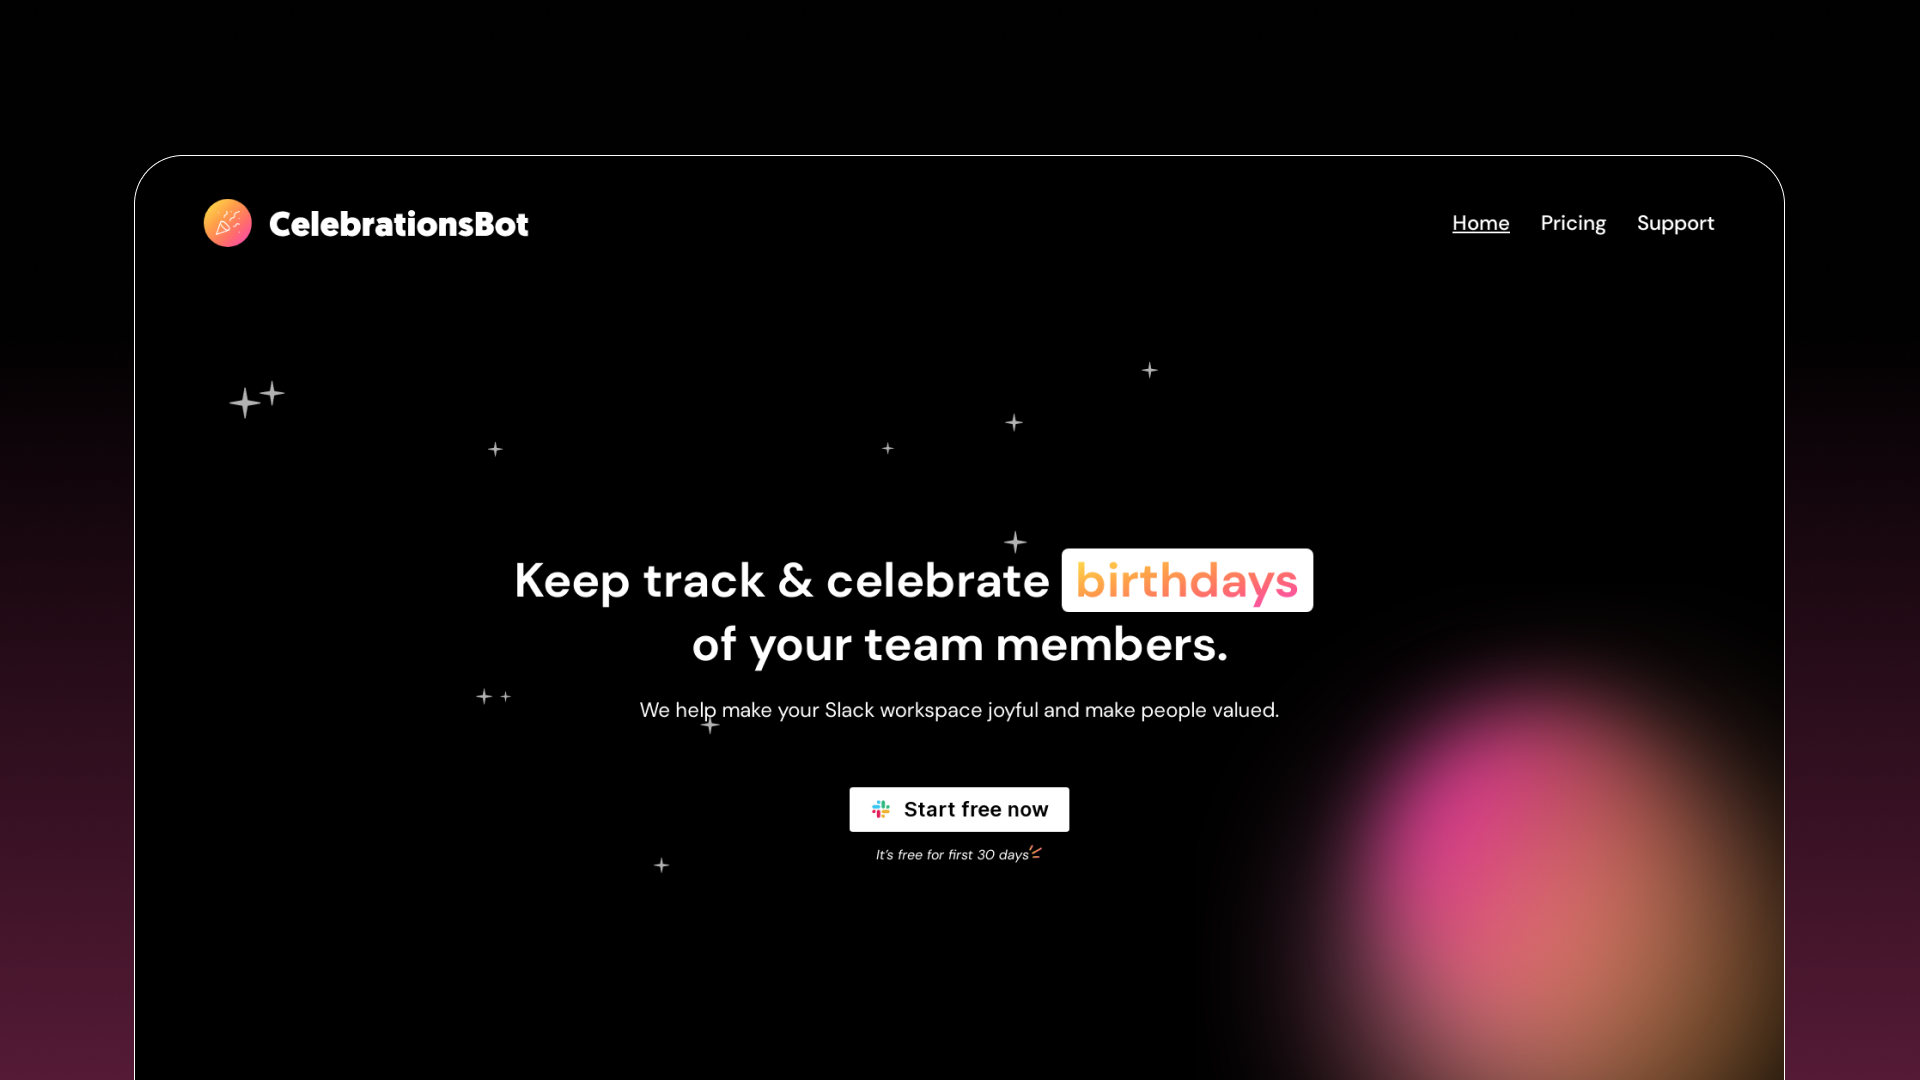 CelebrationsBot
Home Pricing Support
Keep track & celebrate birthdays
of your team members.
We help make your Slack workspace joyful and make people valued.
Start free now
It's free for first 30 days